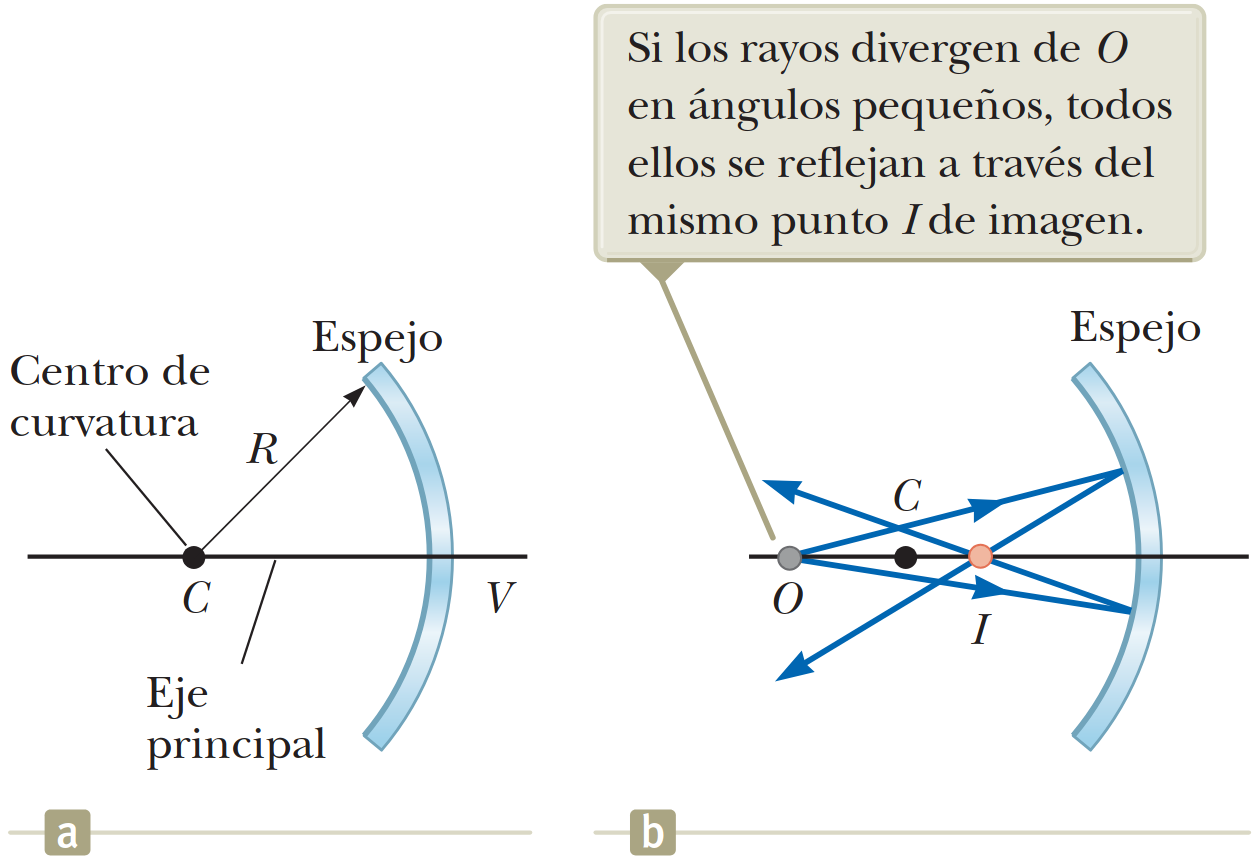 Si los rayos divergen de O
en ángulos pequeños, todos
ellos se reflejan a través del
mismo punto I de imagen.
Espejo
Centro de
curvatura
R
C
V
Eje
principal
a
Espejo
C
O
I
b